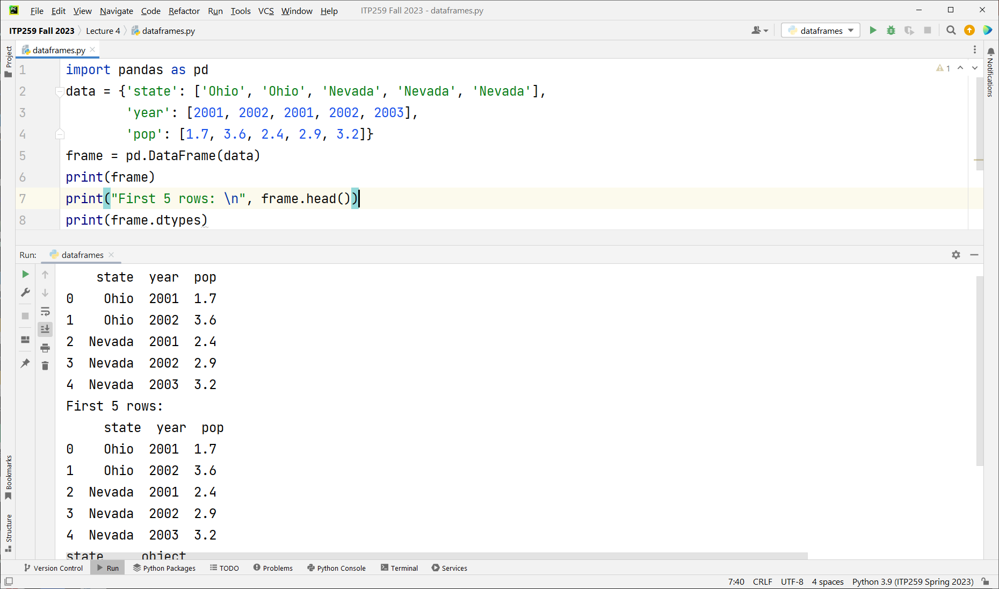 PC File Edit View Navigate Code Refactor Run Tools VCS Window Help ITP259 Fall 2023 - dataframes.py
ITP259 Fall 2023 Lecture 4 dataframes.py dataframes
Project
dataframes.py
1 import pandas as pd
2 data = {'state': ['Ohio', 'Ohio', 'Nevada', 'Nevada', 'Nevada'],
3 'year': [2001, 2002, 2001, 2002, 2003],
4 'pop': [1.7, 3.6, 2.4, 2.9, 3.2]}
5 frame = pd.DataFrame(data)
6 print(frame)
7 print("First 5 rows: \n", frame.head())
8 print(frame.dtypes)
1
Notifications
Run: dataframes
state year pop
0 Ohio 2001 1.7
1 Ohio 2002 3.6
2 Nevada 2001 2.4
3 Nevada 2002 2.9
4 Nevada 2003 3.2
First 5 rows:
state year pop
0 Ohio 2001 1.7
1 Ohio 2002 3.6
2 Nevada 2001 2.4
3 Nevada 2002 2.9
4 Nevada 2003 3.2
state object
Bookmarks
Structure
Version Control Run Python Packages TODO Problems Python Console Terminal Services
7:40 CRLF UTF-8 4 spaces Python 3.9 (ITP259 Spring 2023)